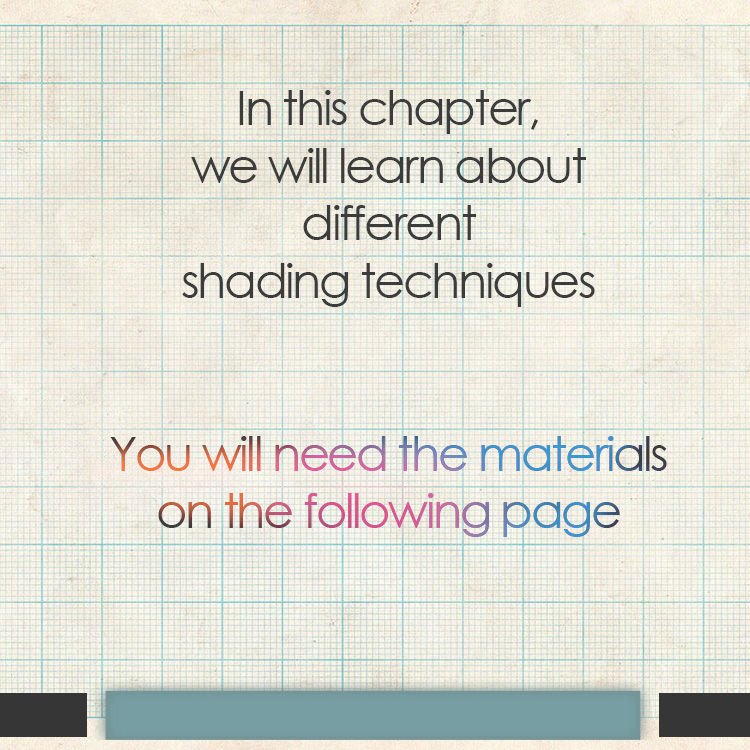 In this chapter,
we will learn about
different
shading techniques
You will need the materials
on the following page